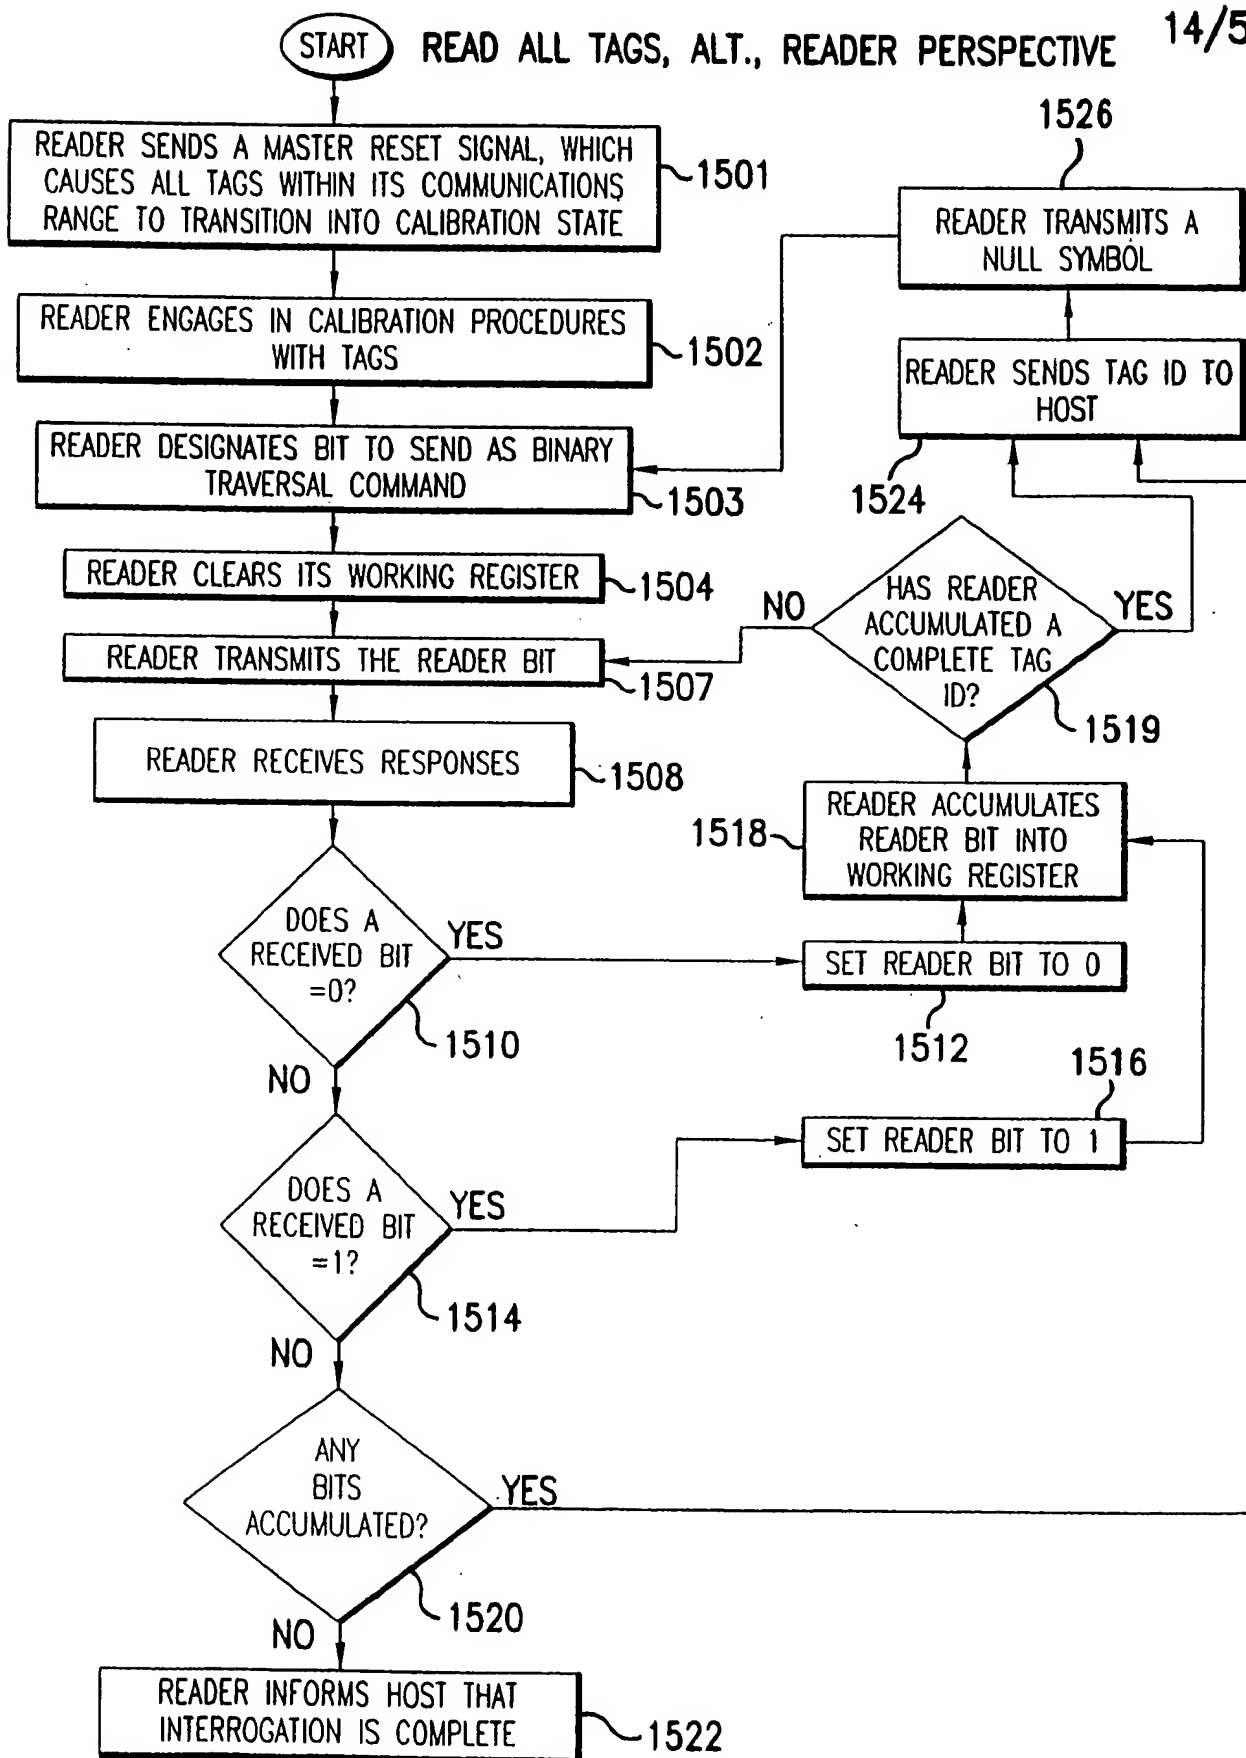 START
READ ALL TAGS, ALT., READER PERSPECTIVE
14/5
READER SENDS A MASTER RESET SIGNAL, WHICH
CAUSES ALL TAGS WITHIN ITS COMMUNICATIONS
RANGE TO TRANSITION INTO CALIBRATION STATE
1501
READER ENGAGES IN CALIBRATION PROCEDURES
WITH TAGS
1502
READER DESIGNATES BIT TO SEND AS BINARY
TRAVERSAL COMMAND
1503
READER CLEARS ITS WORKING REGISTER
1504
READER TRANSMITS THE READER BIT
1507
READER RECEIVES RESPONSES
1508
DOES A
RECEIVED BIT
=0?
YES
1510
NO
DOES A
RECEIVED BIT
=1?
YES
1514
NO
ANY
BITS
ACCUMULATED?
YES
1520
NO
READER INFORMS HOST THAT
INTERROGATION IS COMPLETE
1522
1526
READER TRANSMITS A
NULL SYMBOL
READER SENDS TAG ID TO
HOST
1524
HAS READER
ACCUMULATED A
COMPLETE TAG
ID?
NO
YES
1519
READER ACCUMULATES
READER BIT INTO
WORKING REGISTER
1518
SET READER BIT TO 0
1512
1516
SET READER BIT TO 1